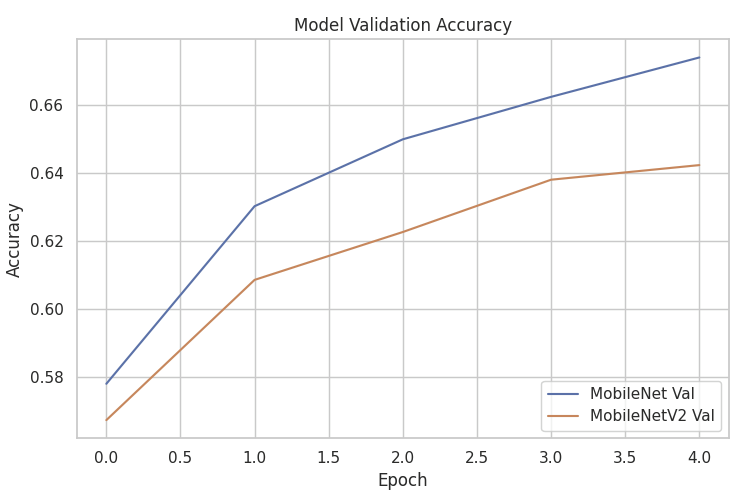 Model Validation Accuracy
Accuracy
0.66
0.64
0.62
0.60
0.58
MobileNet Val
MobileNetV2 Val
0.0 0.5 1.0 1.5 2.0 2.5 3.0 3.5 4.0
Epoch